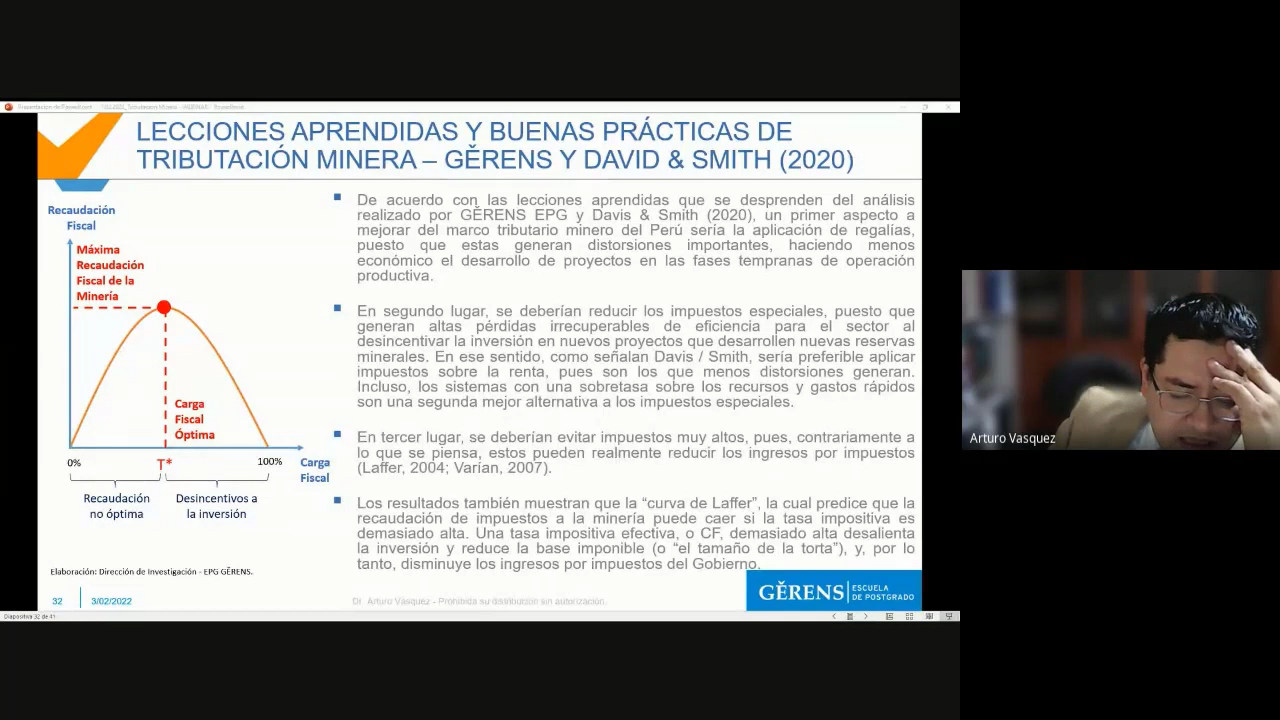 LECCIONES APRENDIDAS Y BUENAS PRÁCTICAS DE
TRIBUTACIÓN MINERA – GĚRENS Y DAVID & SMITH (2020)
Recaudación
Fiscal
Máxima
Recaudación
Fiscal de la
Minería
Carga
Fiscal
Óptima
0%
T*
100%
Carga
Fiscal
Recaudación
no óptima
Desincentivos a
la inversión
Elaboración: Dirección de Investigación - EPG GĚRENS.
De acuerdo con las lecciones aprendidas que se desprenden del análisis
realizado por GĚRENS EPG y Davis & Smith (2020), un primer aspecto a
mejorar del marco tributario minero del Perú sería la aplicación de regalías,
puesto que estas generan distorsiones importantes, haciendo menos
económico el desarrollo de proyectos en las fases tempranas de operación
productiva.
En segundo lugar, se deberían reducir los impuestos especiales, puesto que
generan altas pérdidas irrecuperables de eficiencia para el sector al
desincentivar la inversión en nuevos proyectos que desarrollen nuevas reservas
minerales. En ese sentido, como señalan Davis / Smith, sería preferible aplicar
impuestos sobre la renta, pues son los que menos distorsiones generan.
Incluso, los sistemas con una sobretasa sobre los recursos y gastos rápidos
son una segunda mejor alternativa a los impuestos especiales.
En tercer lugar, se deberían evitar impuestos muy altos, pues, contrariamente a
lo que se piensa, estos pueden realmente reducir los ingresos por impuestos
(Laffer, 2004; Varían, 2007).
Los resultados también muestran que la “curva de Laffer”, la cual predice que la
recaudación de impuestos a la minería puede caer si la tasa impositiva es
demasiado alta. Una tasa impositiva efectiva, o CF, demasiado alta desalienta
la inversión y reduce la base imponible (o “el tamaño de la torta”), y, por lo
tanto, disminuye los ingresos por impuestos del Gobierno.
32
3/02/2022
Dr. Arturo Vásquez – Prohibida su distribución sin autorización.
GĚRENS
ESCUELA
DE POSTGRADO
Diapositiva 32 de 41
Arturo Vasquez